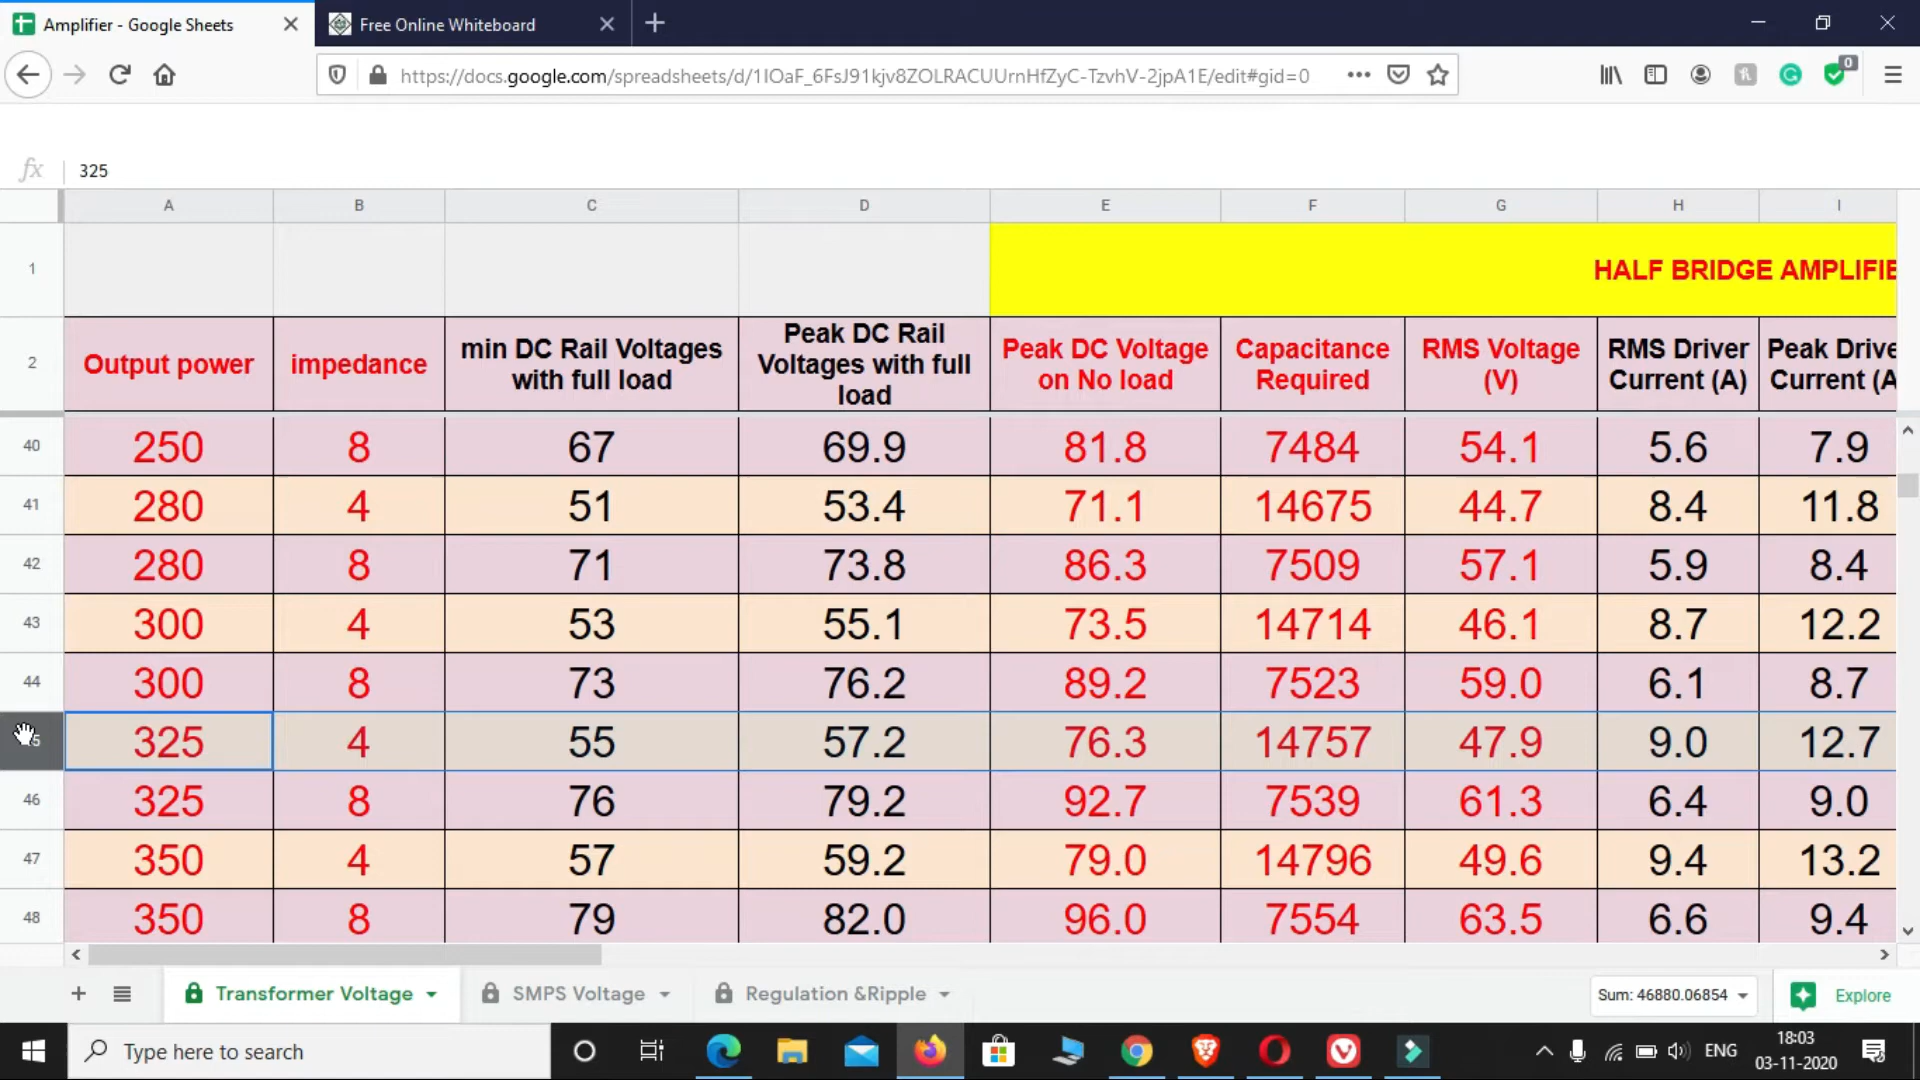 Amplifier - Google Sheets
Free Online Whiteboard
https://docs.google.com/spreadsheets/d/1IOaF_6FsJ91kjv8ZOLRACUUrnHfZyC-TzvhV-2jpA1E/edit#gid=0
0
fx 325
A B C D E F G H I
1 HALF BRIDGE AMPLIFIE
2 Output power impedance min DC Rail Voltages with full load Peak DC Rail Voltages with full load Peak DC Voltage on No load Capacitance Required RMS Voltage (V) RMS Driver Current (A) Peak Drive Current (A
40 250 8 67 69.9 81.8 7484 54.1 5.6 7.9
41 280 4 51 53.4 71.1 14675 44.7 8.4 11.8
42 280 8 71 73.8 86.3 7509 57.1 5.9 8.4
43 300 4 53 55.1 73.5 14714 46.1 8.7 12.2
44 300 8 73 76.2 89.2 7523 59.0 6.1 8.7
5 325 4 55 57.2 76.3 14757 47.9 9.0 12.7
46 325 8 76 79.2 92.7 7539 61.3 6.4 9.0
47 350 4 57 59.2 79.0 14796 49.6 9.4 13.2
48 350 8 79 82.0 96.0 7554 63.5 6.6 9.4
Transformer Voltage SMPS Voltage Regulation &Ripple Sum: 46880.06854 Explore
Type here to search ENG 18:03
03-11-2020